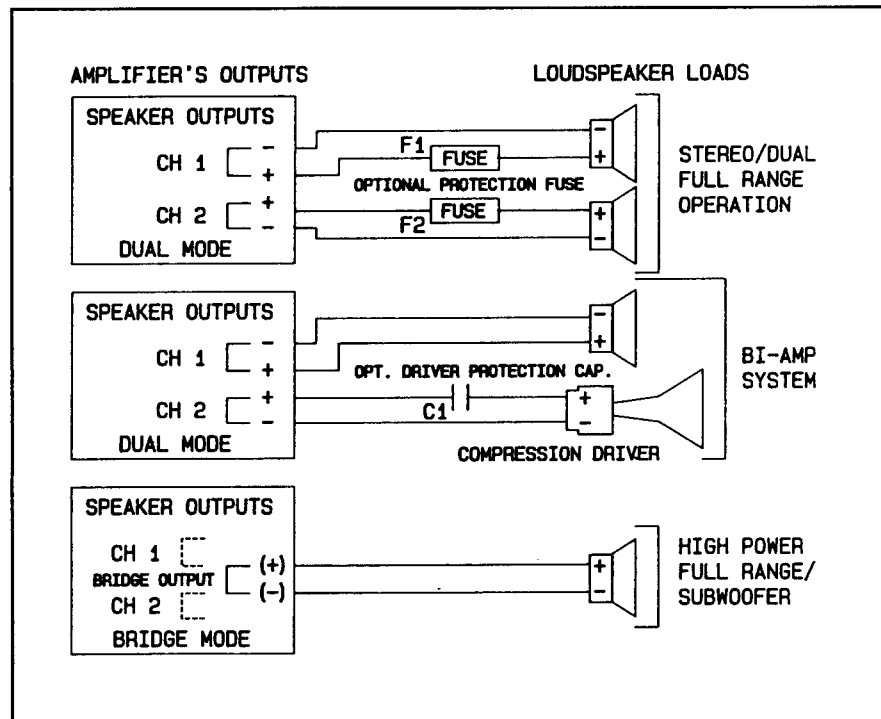 AMPLIFIER'S OUTPUTS
LOUDSPEAKER LOADS
SPEAKER OUTPUTS
CH 1
-
+
F1
FUSE
-
+
OPTIONAL PROTECTION FUSE
CH 2
+
-
FUSE
F2
+
-
DUAL MODE
STEREO/DUAL
FULL RANGE
OPERATION
SPEAKER OUTPUTS
CH 1
-
+
-
+
OPT. DRIVER PROTECTION CAP.
CH 2
+
-
C1
+
-
DUAL MODE
COMPRESSION DRIVER
BI-AMP
SYSTEM
SPEAKER OUTPUTS
CH 1
BRIDGE OUTPUT
(+)
(-)
CH 2
BRIDGE MODE
+
-
HIGH POWER
FULL RANGE/
SUBWOOFER